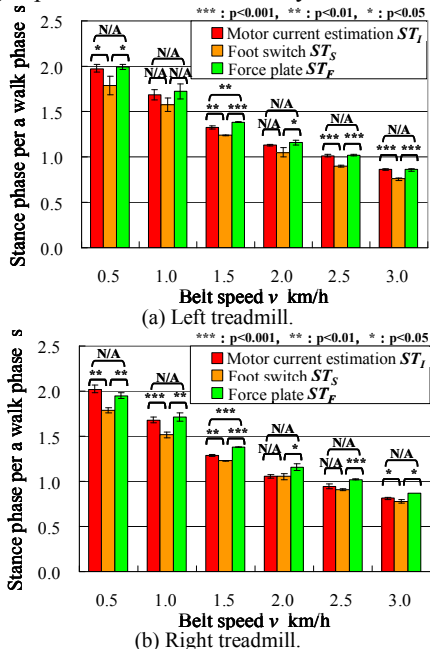 *** : p<0.001, ** : p<0.01, * : p<0.05
Stance phase per a walk phase s
2.5
2.0
1.5
1.0
0.5
0.0
Motor current estimation ST_I
Foot switch ST_S
Force plate ST_F
N/A N/A ** N/A N/A N/A
* * N/A N/A ** *** N/A * *** *** *** ***
0.5 1.0 1.5 2.0 2.5 3.0
Belt speed v km/h
(a) Left treadmill.
*** : p<0.001, ** : p<0.01, * : p<0.05
Stance phase per a walk phase s
2.5
2.0
1.5
1.0
0.5
0.0
Motor current estimation ST_I
Foot switch ST_S
Force plate ST_F
N/A N/A *** N/A N/A N/A
** ** *** ** ** *** N/A * N/A *** * *
0.5 1.0 1.5 2.0 2.5 3.0
Belt speed v km/h
(b) Right treadmill.